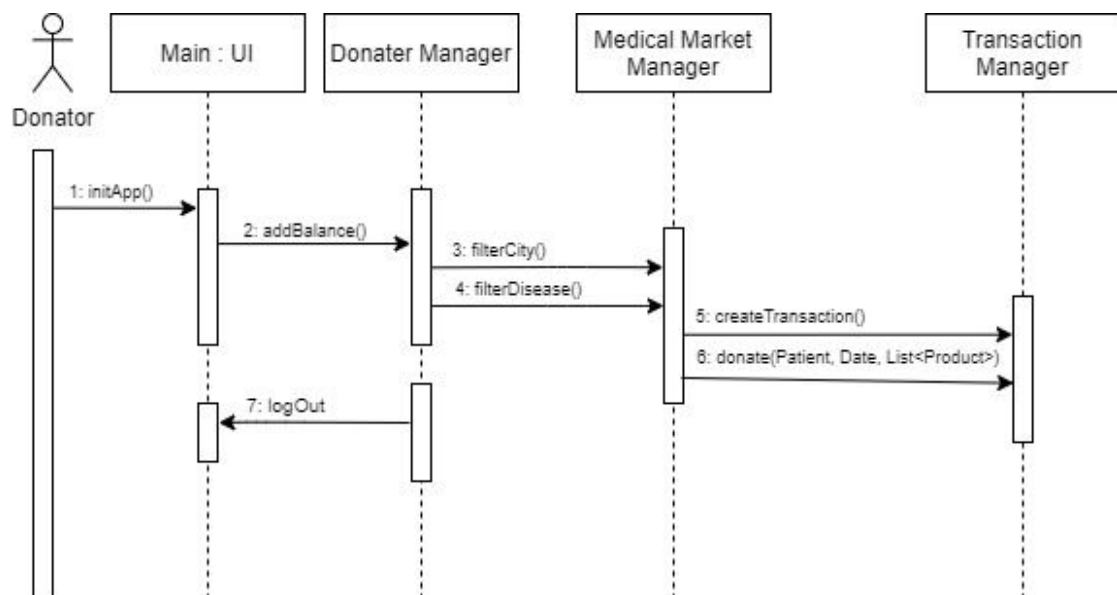 Main : UI
Donater Manager
Medical Market
Manager
Transaction
Manager
Donator
1: initApp()
2: addBalance()
3: filterCity()
4: filterDisease()
5: createTransaction()
6: donate(Patient, Date, List<Product>)
7: logOut